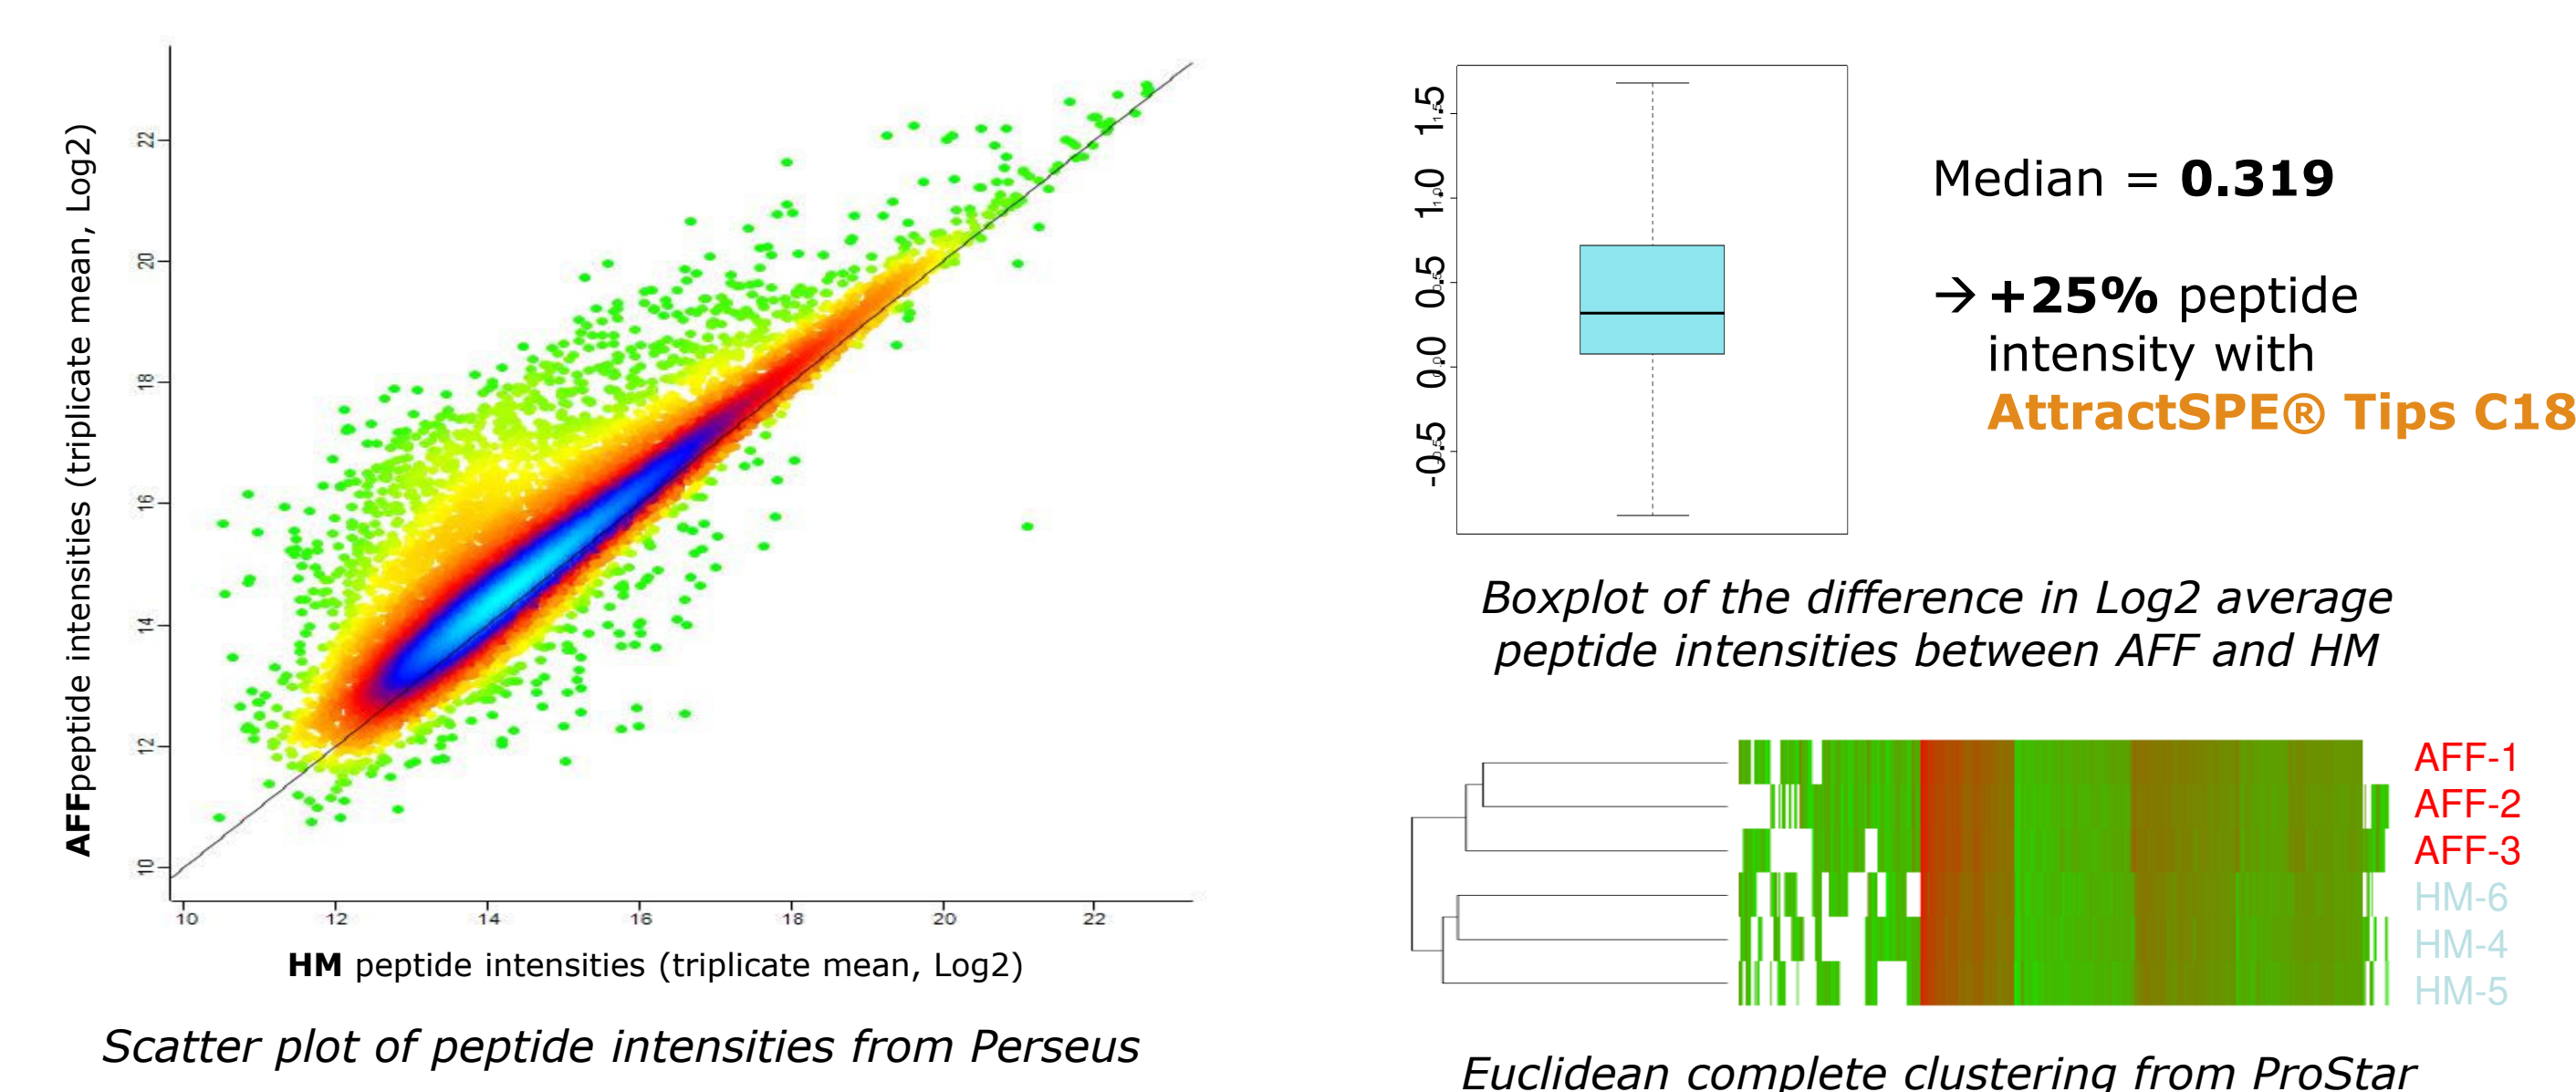 AFFpeptide intensities (triplicate mean, Log2)
22
20
18
16
14
12
10
10 12 14 16 18 20 22
HM peptide intensities (triplicate mean, Log2)
Scatter plot of peptide intensities from Perseus
1.5
1.0
0.5
0.0
-0.5
Median = 0.319
→ +25% peptide
intensity with
AttractSPE® Tips C18
Boxplot of the difference in Log2 average
peptide intensities between AFF and HM
AFF-1
AFF-2
AFF-3
HM-6
HM-4
HM-5
Euclidean complete clustering from ProStar